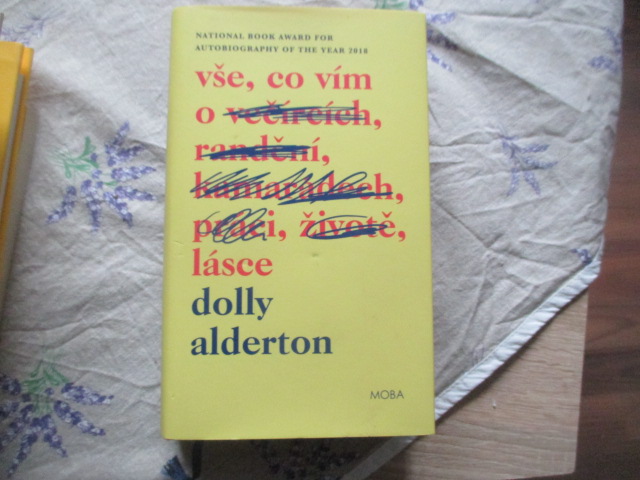 NATIONAL BOOK AWARD FOR
AUTOBIOGRAPHY OF THE YEAR 2018
vše, co vím
o večírcích,
randění,
kamarádech,
práci, životě,
lásce
dolly
alderton
MOBA